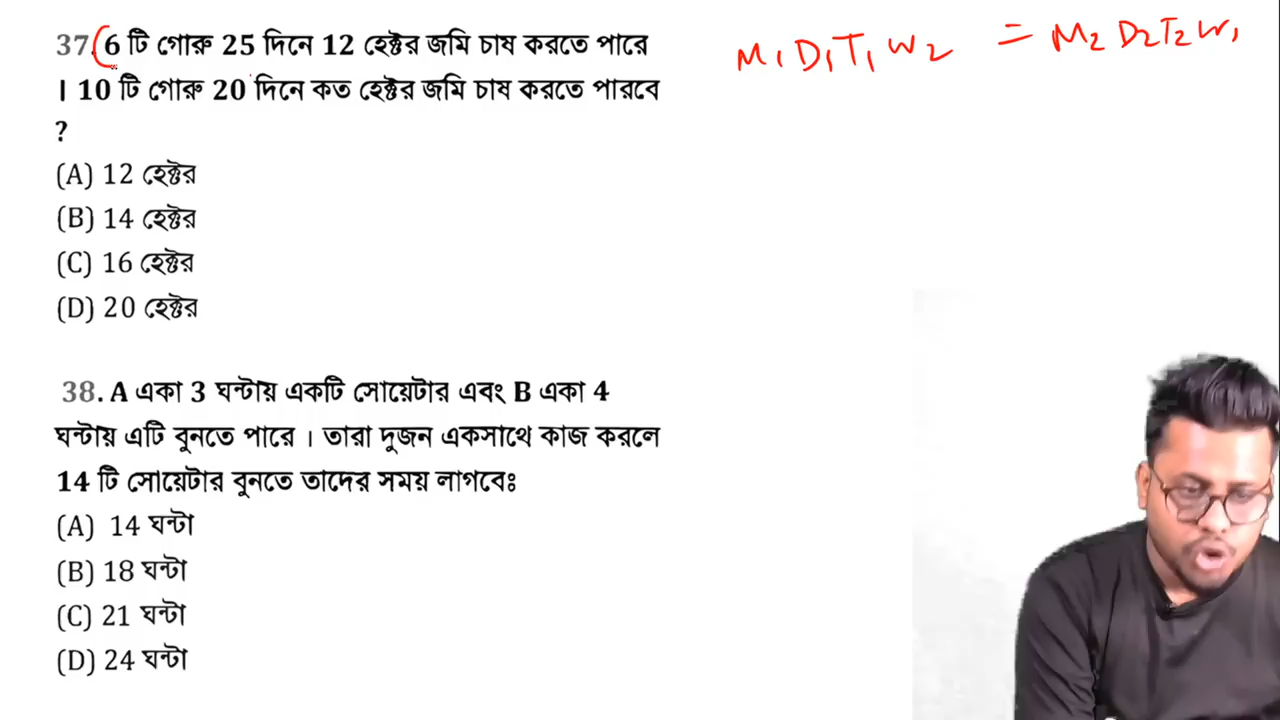 37. 6 টি গোরু 25 দিনে 12 হেক্টর জমি চাষ করতে পারে
। 10 টি গোরু 20 দিনে কত হেক্টর জমি চাষ করতে পারবে
?
(A) 12 হেক্টর
(B) 14 হেক্টর
(C) 16 হেক্টর
(D) 20 হেক্টর
M₁D₁T₁W₂ = M₂D₂T₂W₁
38. A একা 3 ঘন্টায় একটি সোয়েটার এবং B একা 4
ঘন্টায় এটি বুনতে পারে । তারা দুজন একসাথে কাজ করলে
14 টি সোয়েটার বুনতে তাদের সময় লাগবেঃ
(A) 14 ঘন্টা
(B) 18 ঘন্টা
(C) 21 ঘন্টা
(D) 24 ঘন্টা